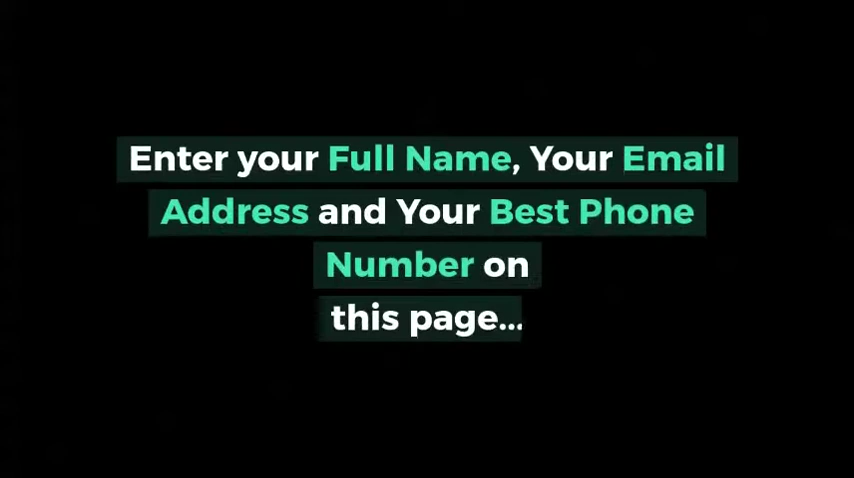 Enter your Full Name, Your Email
Address and Your Best Phone
Number on
this page...